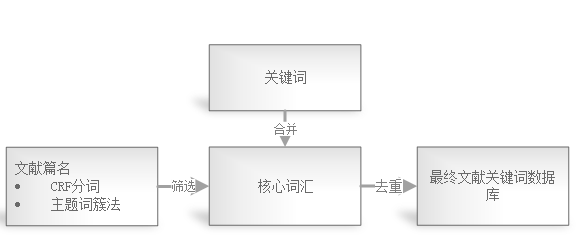 关键词
合并
文献篇名
• CRF分词
• 主题词簇法
筛选
核心词汇
去重
最终文献关键词数据
库